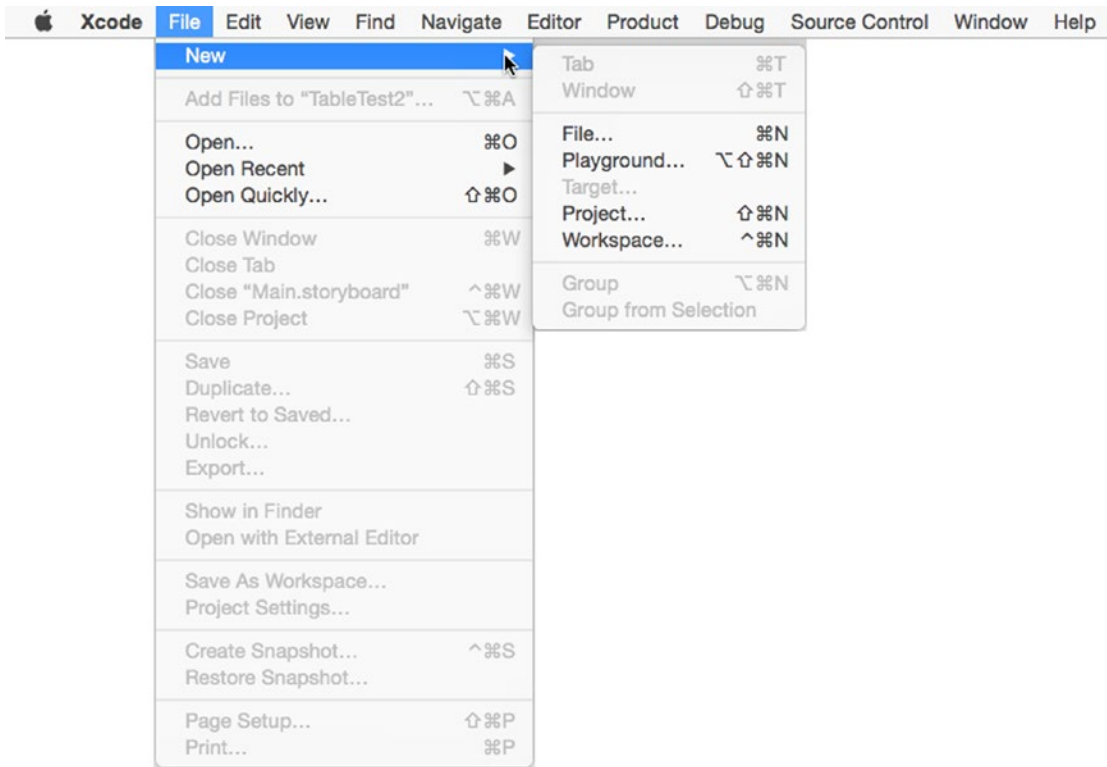 Xcode File Edit View Find Navigate Editor Product Debug Source Control Window Help
New ▶
Add Files to “TableTest2”... ⌥⌘A
Open... ⌘O
Open Recent ▶
Open Quickly... ⇧⌘O
Close Window ⌘W
Close Tab
Close “Main.storyboard” ^⌘W
Close Project ⌥⌘W
Save ⌘S
Duplicate... ⇧⌘S
Revert to Saved...
Unlock...
Export...
Show in Finder
Open with External Editor
Save As Workspace...
Project Settings...
Create Snapshot... ^⌘S
Restore Snapshot...
Page Setup... ⇧⌘P
Print... ⌘P
Tab ⌘T
Window ⇧⌘T
File... ⌘N
Playground... ⌥⇧⌘N
Target...
Project... ⇧⌘N
Workspace... ^⌘N
Group ⌥⌘N
Group from Selection